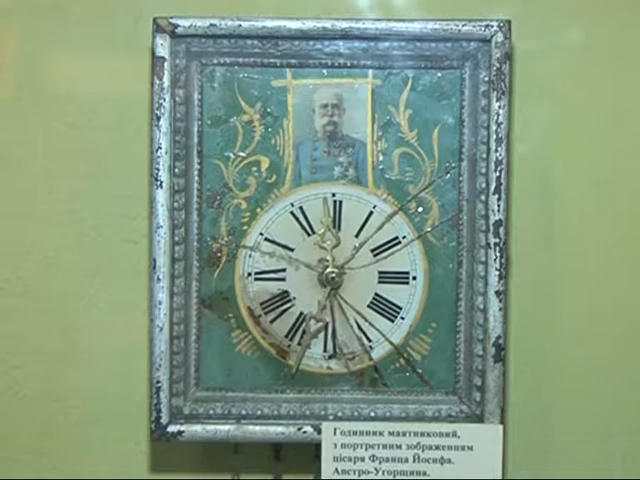 Годинник маятниковий,
з портретним зображенням
цісаря Франца Йосифа.
Австро-Угорщина.